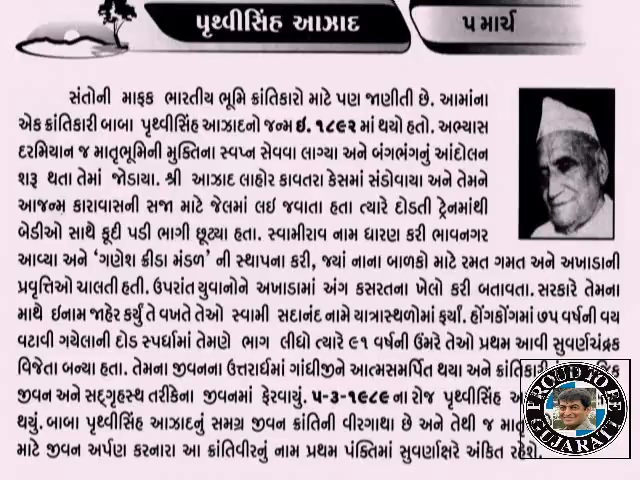 પૃથ્વીસિંહ આઝાદ
૫ માર્ચ
સંતોની માફક ભારતીય ભૂમિ ક્રાંતિકારો માટે પણ જાણીતી છે. આમાંના
એક ક્રાંતિકારી બાબા પૃથ્વીસિંહ આઝાદનો જન્મ ઇ. ૧૮૯૨ માં થયો હતો. અભ્યાસ
દરમિયાન જ માતૃભૂમિની મુક્તિના સ્વપ્ન સેવવા લાગ્યા અને બંગભંગનું આંદોલન
શરૂ થતા તેમાં જોડાયા. શ્રી આઝાદ લાહોર કાવતરા કેસમાં સંડોવાયા અને તેમને
આજન્મ કારાવાસની સજા માટે જેલમાં લઇ જવાતા હતા ત્યારે દોડતી ટ્રેનમાંથી
બેડીઓ સાથે કૂદી પડી ભાગી છૂટ્યા હતા. સ્વામીરાવ નામ ધારણ કરી ભાવનગર
આવ્યા અને ‘ગણેશ ક્રીડા મંડળ’ ની સ્થાપના કરી, જ્યાં નાના બાળકો માટે રમત ગમત અને અખાડાની
પ્રવૃત્તિઓ ચાલતી હતી. ઉપરાંત યુવાનોને અખાડામાં અંગ કસરતના ખેલો કરી બતાવતા. સરકારે તેમના
માથે ઇનામ જાહેર કર્યું તે વખતે તેઓ સ્વામી સદાનંદ નામે યાત્રાસ્થળોમાં ફર્યાં. હોંગકોંગમાં ૭૫ વર્ષની વય
વટાવી ગયેલાની દોડ સ્પર્ધામાં તેમણે ભાગ લીધો ત્યારે ૯૧ વર્ષની ઉંમરે તેઓ પ્રથમ આવી સુવર્ણચંદ્રક
વિજેતા બન્યા હતા. તેમના જીવનના ઉત્તરાર્ધમાં ગાંધીજીને આત્મસમર્પિત થયા અને ક્રાંતિકારી
જીવન અને સદ્‌ગૃહસ્થ તરીકેના જીવનમાં ફેરવાયું. ૫-૩-૧૯૮૯ ના રોજ પૃથ્વીસિંહ
થયું. બાબા પૃથ્વીસિંહ આઝાદનું સમગ્ર જીવન ક્રાંતિની વીરગાથા છે અને તેથી જ
માટે જીવન અર્પણ કરનારા આ ક્રાંતિવીરનું નામ પ્રથમ પંક્તિમાં સુવર્ણાક્ષરે અંકિત રહેશે.
PROUD TO BE
GUJARATI